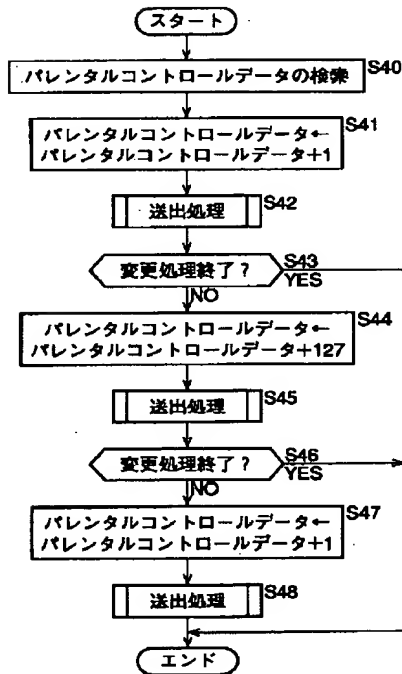 スタート
パレンタルコントロールデータの検索
S40
パレンタルコントロールデータ←
パレンタルコントロールデータ+1
S41
送出処理
S42
変更処理終了?
S43
YES
NO
パレンタルコントロールデータ←
パレンタルコントロールデータ+127
S44
送出処理
S45
変更処理終了?
S46
YES
NO
パレンタルコントロールデータ←
パレンタルコントロールデータ+1
S47
送出処理
S48
エンド